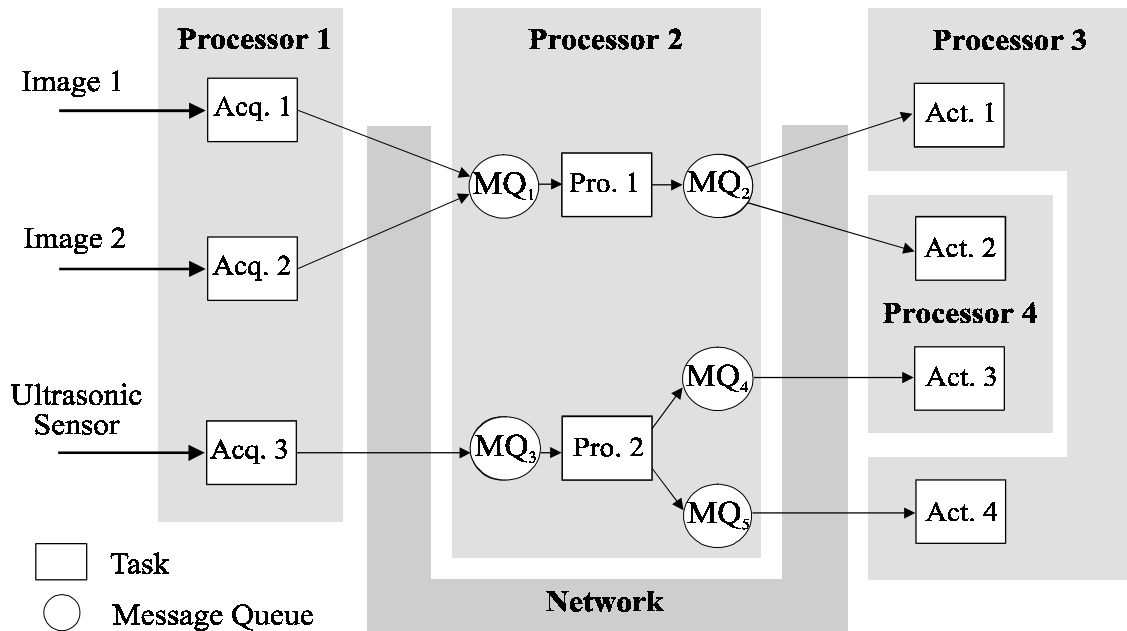 Processor 1
Processor 2
Processor 3
Image 1
Acq. 1
Act. 1
MQ1
Pro. 1
MQ2
Image 2
Acq. 2
Act. 2
Processor 4
MQ4
Act. 3
Ultrasonic
Sensor
Acq. 3
MQ3
Pro. 2
MQ5
Act. 4
Task
Network
Message Queue